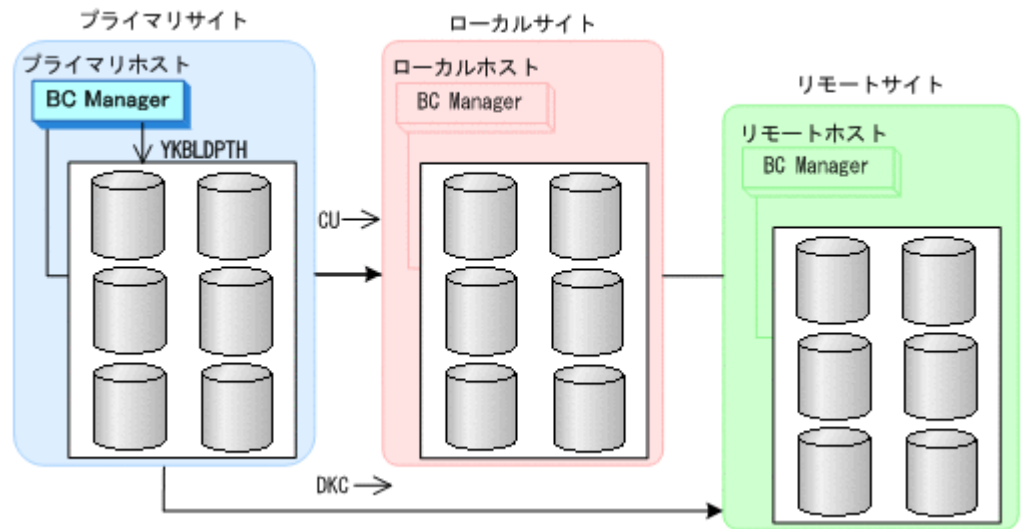 プライマリサイト
ローカルサイト
プライマリホスト
BC Manager
YKBLDPTH
ローカルホスト
BC Manager
リモートサイト
リモートホスト
BC Manager
CU
DKC